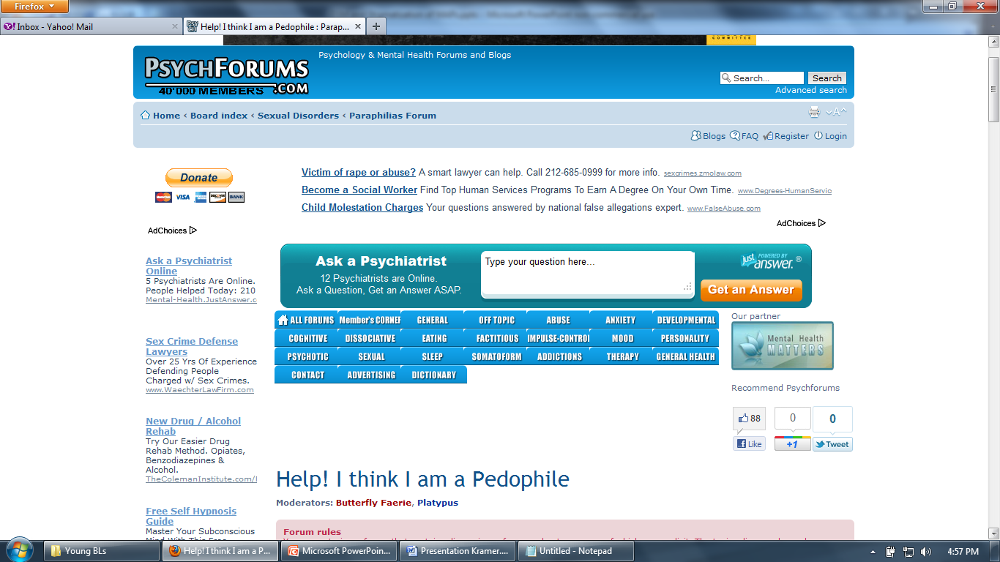 Firefox
Inbox - Yahoo! Mail
Help! I think I am a Pedophile : Parap...
COMMITTEE
PSYCHFORUMS
.COM
40'000 MEMBERS
Psychology & Mental Health Forums and Blogs
Search...
Search
Advanced search
Home ‹ Board index ‹ Sexual Disorders ‹ Paraphilias Forum
Blogs FAQ Register Login
Donate
VISA
BANK
AdChoices
Victim of rape or abuse? A smart lawyer can help. Call 212-685-0999 for more info. sexcrimes.zmolaw.com
Become a Social Worker Find Top Human Services Programs To Earn A Degree On Your Own Time. www.Degrees-HumanServic
Child Molestation Charges Your questions answered by national false allegations expert. www.FalseAbuse.com
AdChoices
Ask a Psychiatrist
Online
5 Psychiatrists Are Online.
People Helped Today: 210
Mental-Health.JustAnswer.c
Sex Crime Defense
Lawyers
Over 25 Yrs Of Experience
Defending People
Charged w/ Sex Crimes.
www.WaechterLawFirm.com
New Drug / Alcohol
Rehab
Try Our Easier Drug
Rehab Method. Opiates,
Benzodiazepines &
Alcohol.
TheColemanInstitute.com/
Free Self Hypnosis
Guide
Master Your Subconscious
Mind With This Free
Ask a Psychiatrist
12 Psychiatrists are Online.
Ask a Question, Get an Answer ASAP.
Type your question here...
POWERED BY
just answer.®
Get an Answer
ALL FORUMS Member's CORNER GENERAL OFF TOPIC ABUSE ANXIETY DEVELOPMENTAL
COGNITIVE DISSOCIATIVE EATING FACTITIOUS IMPULSE-CONTROL MOOD PERSONALITY
PSYCHOTIC SEXUAL SLEEP SOMATOFORM ADDICTIONS THERAPY GENERAL HEALTH
CONTACT ADVERTISING DICTIONARY
Our partner
Mental Health
MATTERS
Recommend Psychforums
88 0 0
Like +1 Tweet
Help! I think I am a Pedophile
Moderators: Butterfly Faerie, Platypus
Forum rules
Young BLs
Help! I think I am a P...
Microsoft PowerPoin...
Presentation Kramer....
Untitled - Notepad
4:57 PM